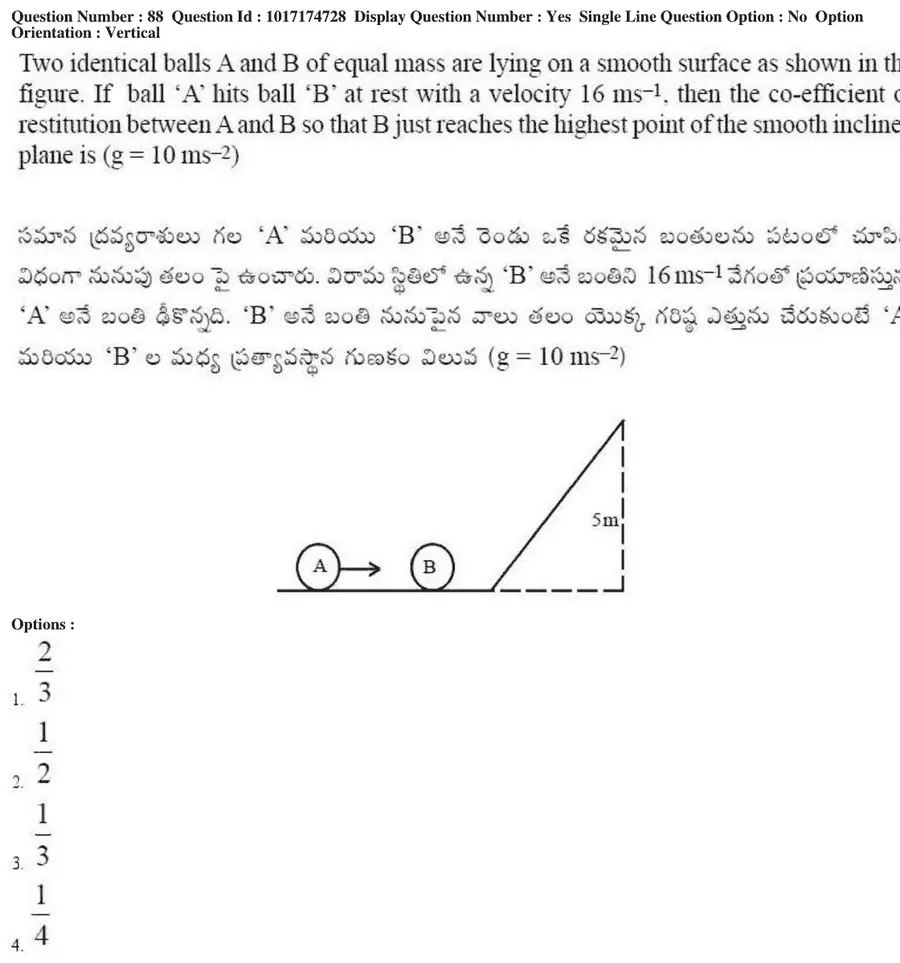 Question Number : 88 Question Id : 1017174728 Display Question Number : Yes Single Line Question Option : No Option
Orientation : Vertical
Two identical balls A and B of equal mass are lying on a smooth surface as shown in th
figure. If ball ‘A’ hits ball ‘B’ at rest with a velocity 16 ms–1, then the co-efficient o
restitution between A and B so that B just reaches the highest point of the smooth incline
plane is (g = 10 ms–2)
సమాన ద్రవ్యరాశులు గల ‘A’ మరియు ‘B’ అనే రెండు ఒకే రకమైన బంతులను పటంలో చూపి
విధంగా నునుపు తలం పై ఉంచారు. విరామ స్థితిలో ఉన్న ‘B’ అనే బంతిని 16 ms–1 వేగంతో ప్రయాణిస్తు
‘A’ అనే బంతి ఢీకొన్నది. ‘B’ అనే బంతి నునుపైన వాలు తలం యొక్క గరిష్ఠ ఎత్తును చేరుకుంటే ‘A
మరియు ‘B’ ల మధ్య ప్రత్యావస్థాన గుణకం విలువ (g = 10 ms–2)
5m
A B
Options :
1. 2/3
2. 1/2
3. 1/3
4. 1/4